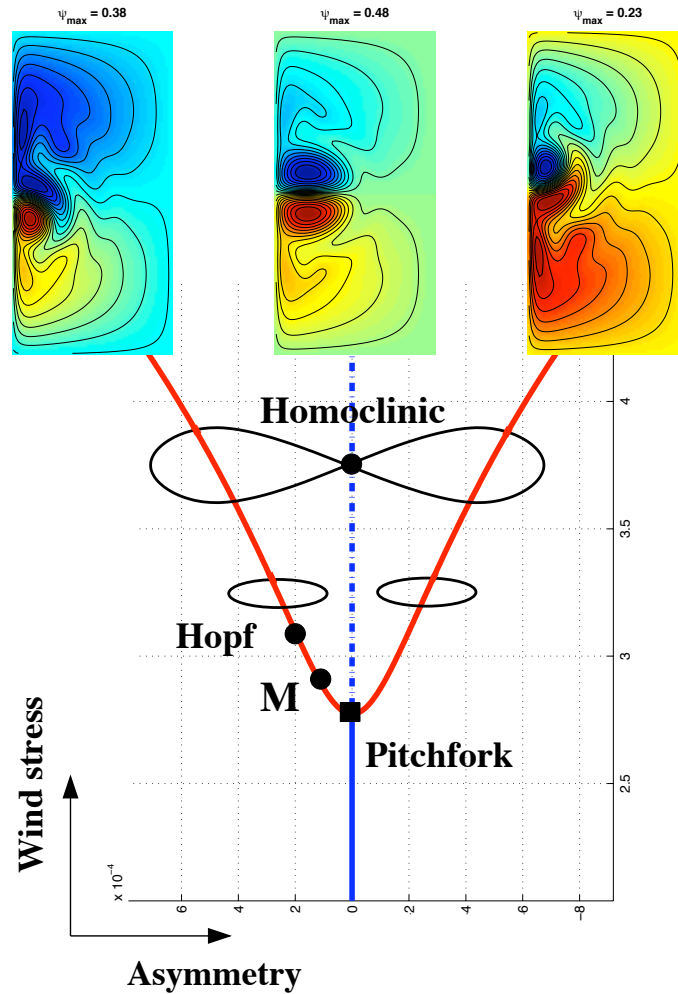 ψmax = 0.38
ψmax = 0.48
ψmax = 0.23
Homoclinic
4
3.5
Hopf
3
M
Pitchfork
2.5
Wind stress
x 10⁻⁴
6
4
2
0
-2
-4
-6
-8
Asymmetry